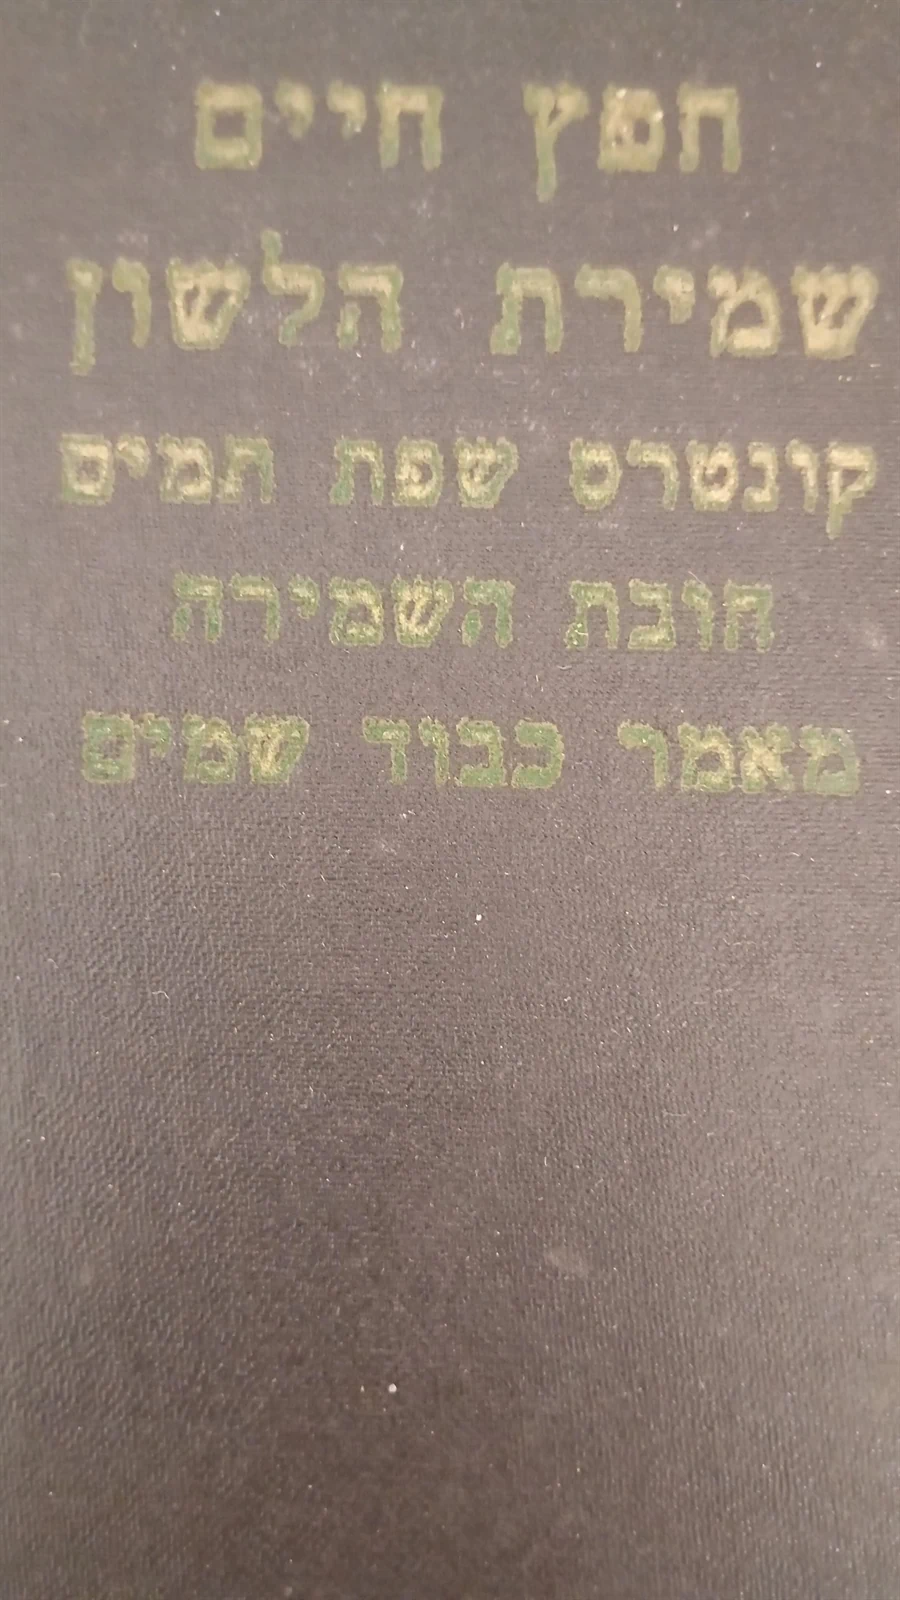 חפץ חיים
שמירת הלשון
קונטרס שפת תמים
חובת השמירה
מאמר כבוד שמים